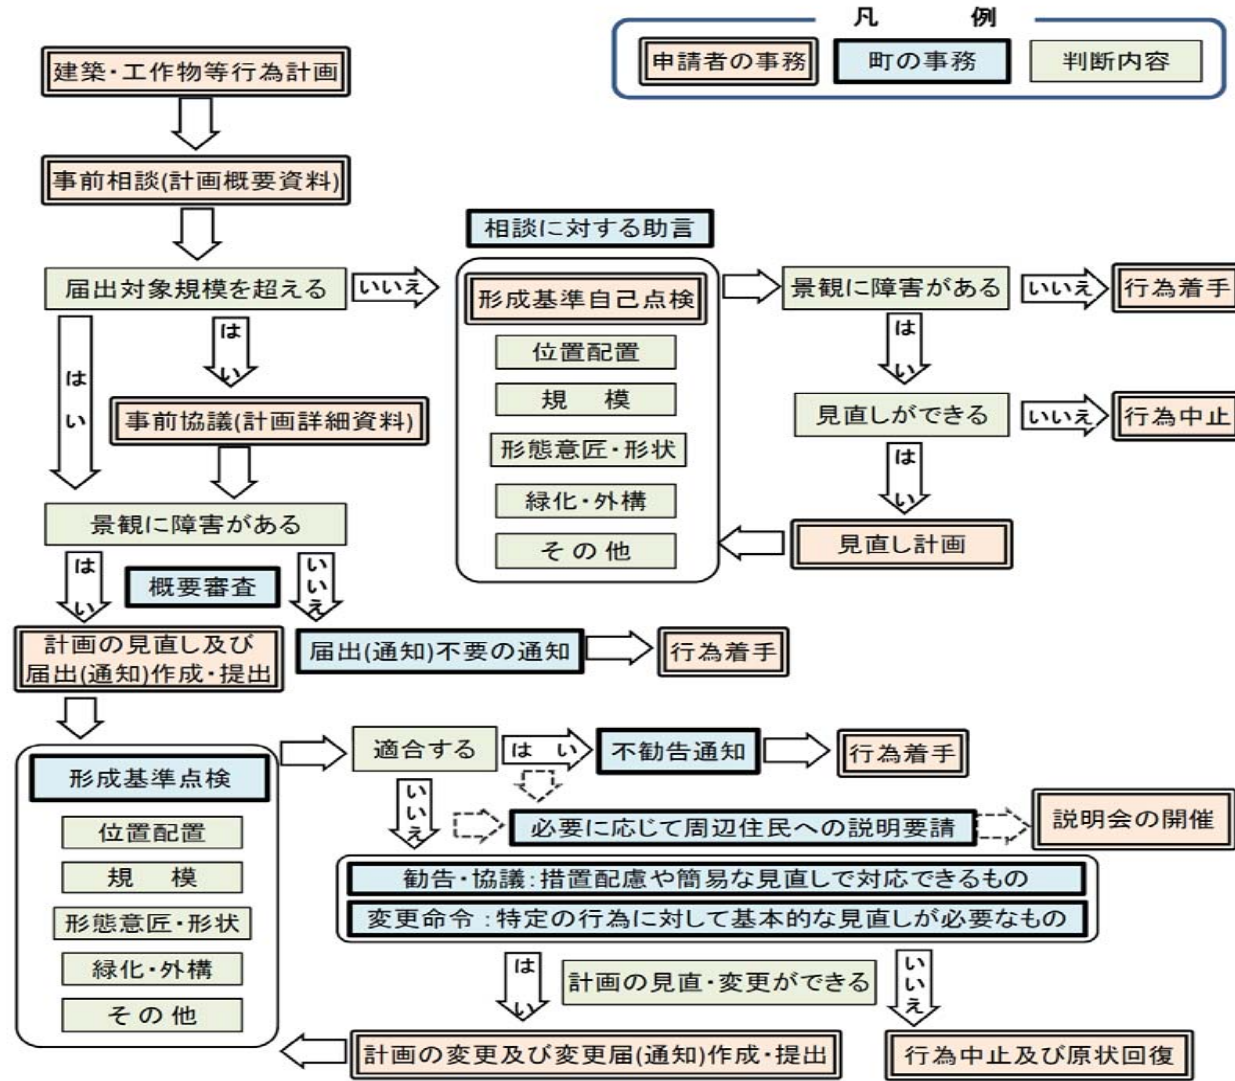 凡　例
申請者の事務
町の事務
判断内容
建築・工作物等行為計画
事前相談(計画概要資料)
届出対象規模を超える
いいえ
相談に対する助言
形成基準自己点検
位置配置
規　模
形態意匠・形状
緑化・外構
その他
景観に障害がある
いいえ
行為着手
はい
見直しができる
いいえ
行為中止
はい
見直し計画
はい
はい
事前協議(計画詳細資料)
景観に障害がある
はい
概要審査
いいえ
計画の見直し及び
届出(通知)作成・提出
届出(通知)不要の通知
行為着手
形成基準点検
位置配置
規　模
形態意匠・形状
緑化・外構
その他
適合する
はい
不勧告通知
行為着手
いいえ
必要に応じて周辺住民への説明要請
説明会の開催
勧告・協議：措置配慮や簡易な見直しで対応できるもの
変更命令：特定の行為に対して基本的な見直しが必要なもの
はい
計画の見直・変更ができる
いいえ
計画の変更及び変更届(通知)作成・提出
行為中止及び原状回復